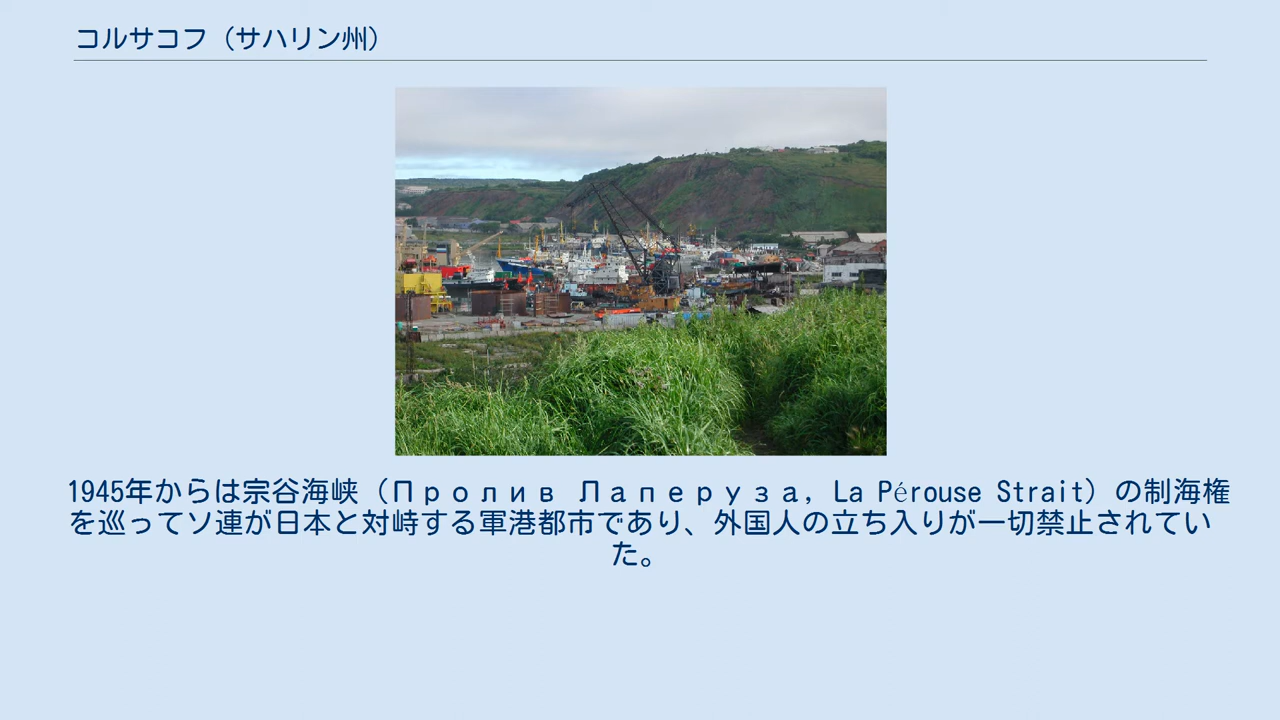 コルサコフ（サハリン州）
1945年からは宗谷海峡（Пролив Лаперуза, La Pérouse Strait）の制海権
を巡ってソ連が日本と対峙する軍港都市であり、外国人の立ち入りが一切禁止されてい
た。